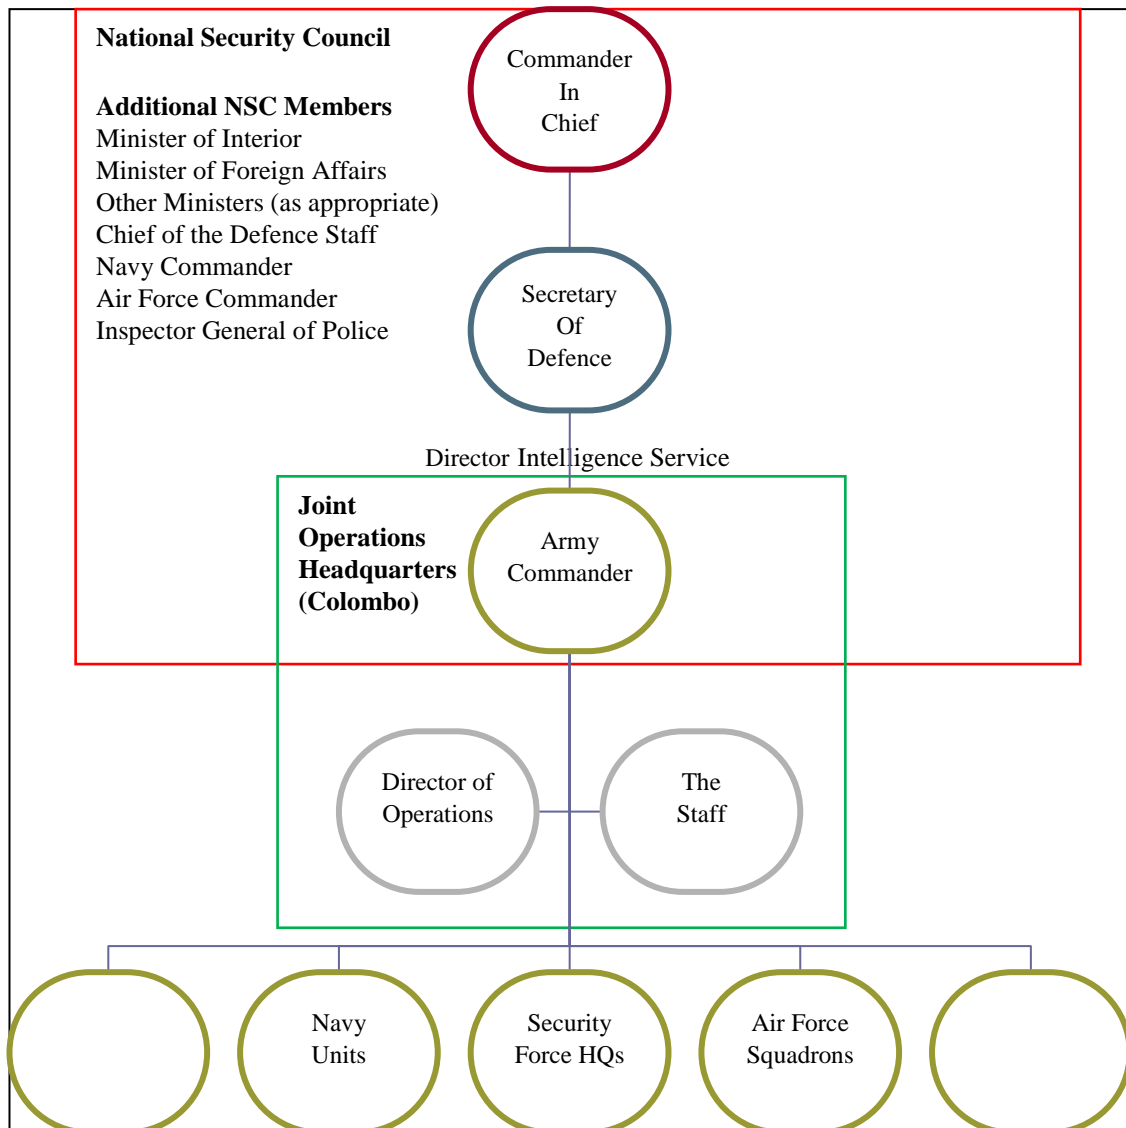 National Security Council
Additional NSC Members
Minister of Interior
Minister of Foreign Affairs
Other Ministers (as appropriate)
Chief of the Defence Staff
Navy Commander
Air Force Commander
Inspector General of Police
Commander
In
Chief
Secretary
Of
Defence
Director Intelligence Service
Joint
Operations
Headquarters
(Colombo)
Army
Commander
Director of
Operations
The
Staff
Navy
Units
Security
Force HQs
Air Force
Squadrons